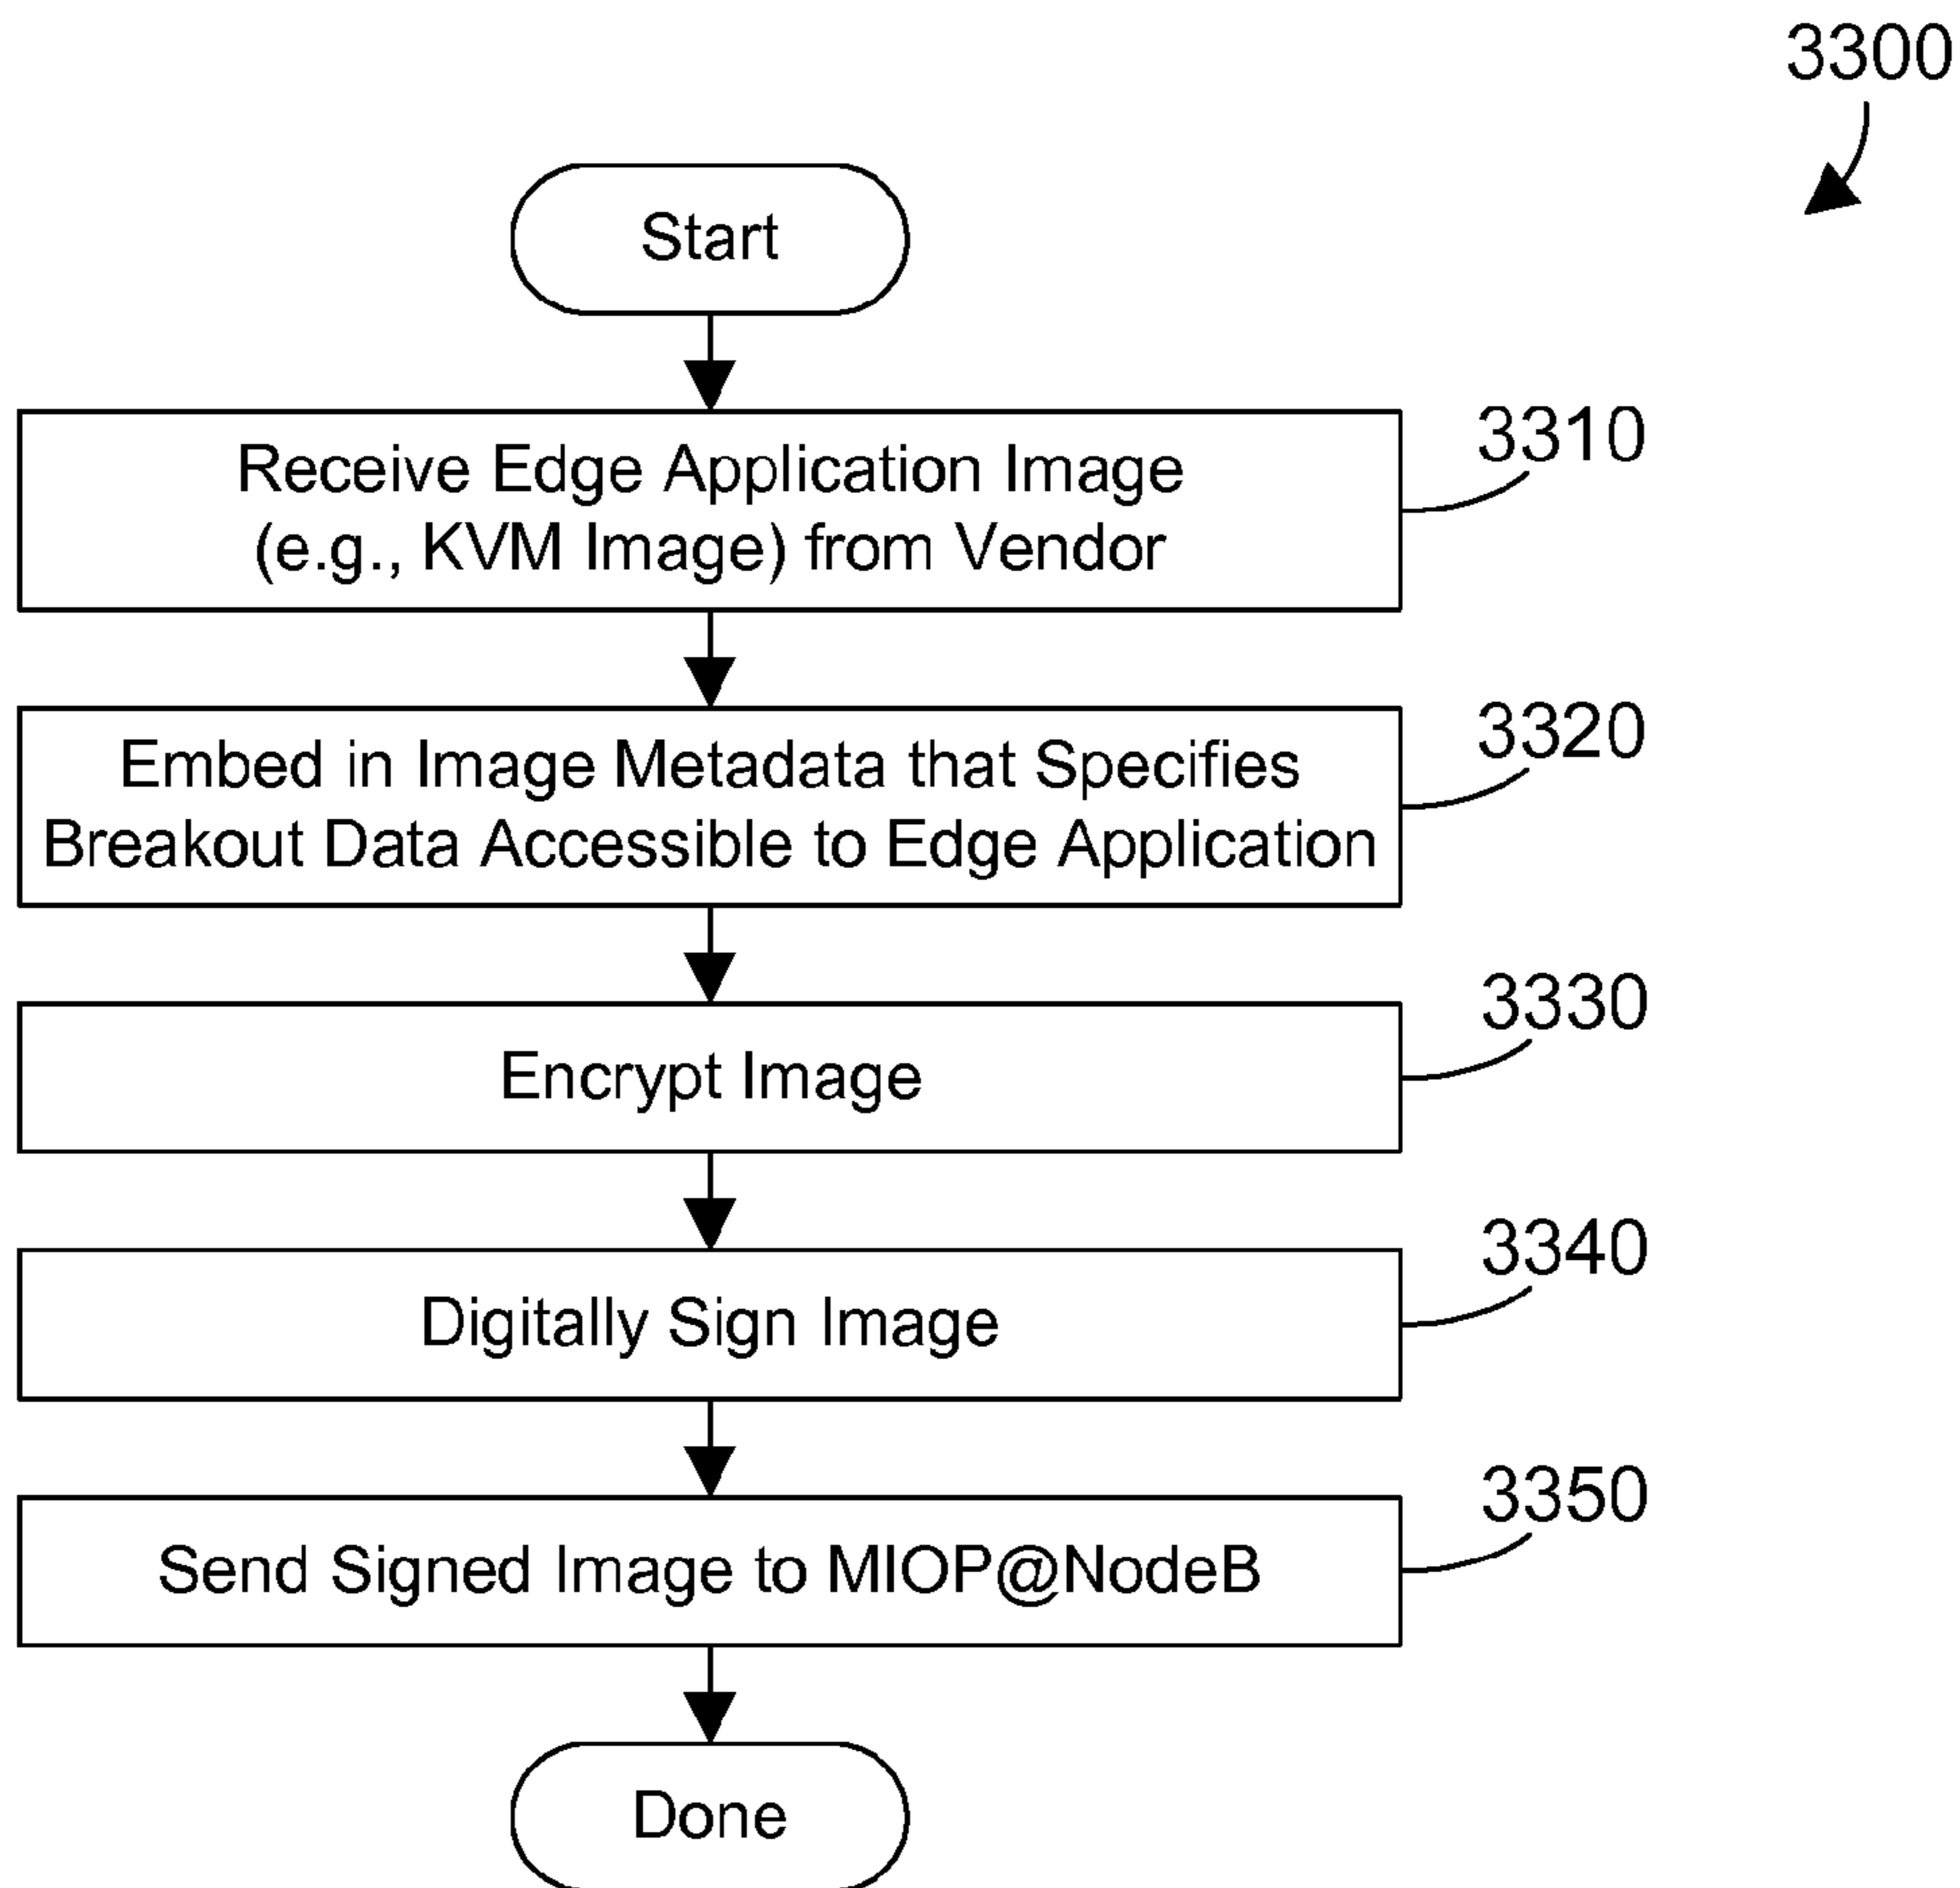 3300
Start
Receive Edge Application Image
(e.g., KVM Image) from Vendor
3310
Embed in Image Metadata that Specifies
Breakout Data Accessible to Edge Application
3320
Encrypt Image
3330
Digitally Sign Image
3340
Send Signed Image to MIOP@NodeB
3350
Done